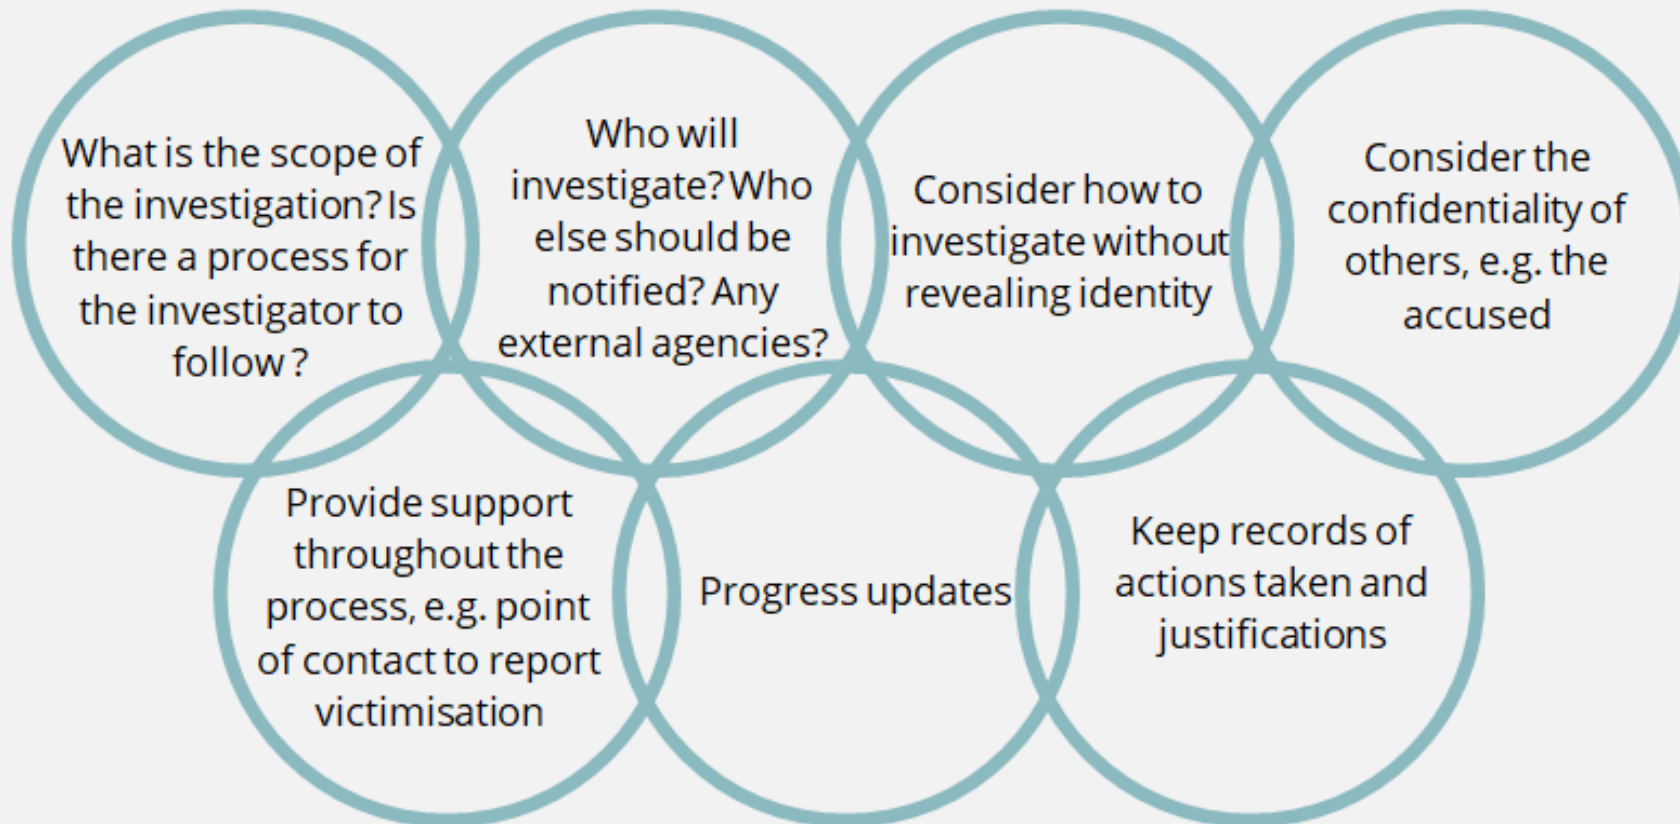 What is the scope of
the investigation? Is
there a process for
the investigator to
follow ?
Who will
investigate? Who
else should be
notified? Any
external agencies?
Consider how to
investigate without
revealing identity
Consider the
confidentiality of
others, e.g. the
accused
Provide support
throughout the
process, e.g. point
of contact to report
victimisation
Progress updates
Keep records of
actions taken and
justifications